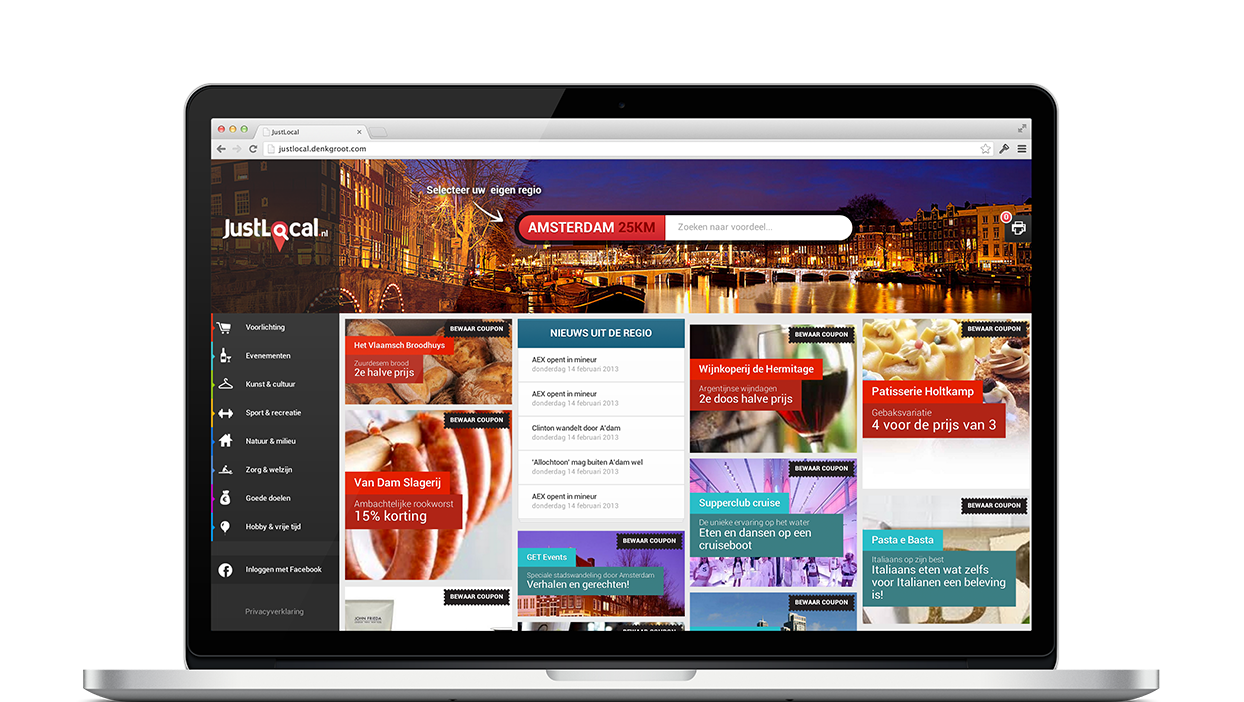 JustLocal
justlocal.denkgroot.com
Selecteer uw eigen regio
JustLocal.nl
AMSTERDAM 25KM
Zoeken naar voordeel...
0
Voorlichting
Evenementen
Kunst & cultuur
Sport & recreatie
Natuur & milieu
Zorg & welzijn
Goede doelen
Hobby & vrije tijd
Inloggen met Facebook
Privacyverklaring
BEWAAR COUPON
Het Vlaamsch Broodhuys
Zuurdesem brood
2e halve prijs
BEWAAR COUPON
Van Dam Slagerij
Ambachtelijke rookworst
15% korting
BEWAAR COUPON
JOHN FRIEDA
NIEUWS UIT DE REGIO
AEX opent in mineur
donderdag 14 februari 2013
AEX opent in mineur
donderdag 14 februari 2013
Clinton wandelt door A'dam
donderdag 14 februari 2013
'Allochtoon' mag buiten A'dam wel
donderdag 14 februari 2013
AEX opent in mineur
donderdag 14 februari 2013
BEWAAR COUPON
GET Events
Speciale stadswandeling door Amsterdam
Verhalen en gerechten!
BEWAAR COUPON
BEWAAR COUPON
Wijnkoperij de Hermitage
Argentijnse wijndagen
2e doos halve prijs
BEWAAR COUPON
Supperclub cruise
De unieke ervaring op het water
Eten en dansen op een
cruiseboot
BEWAAR COUPON
BEWAAR COUPON
Patisserie Holtkamp
Gebaksvariatie
4 voor de prijs van 3
BEWAAR COUPON
Pasta e Basta
Italiaans op zijn best
Italiaans eten wat zelfs
voor Italianen een beleving
is!